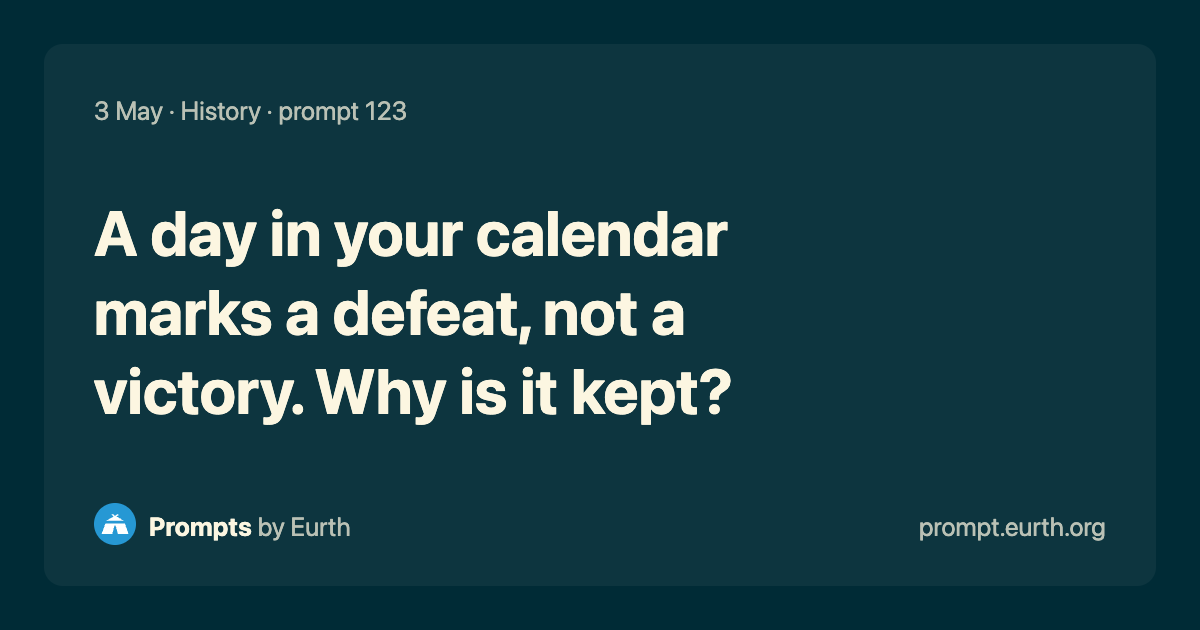 3 May · History · prompt 123
A day in your calendar
marks a defeat, not a
victory. Why is it kept?
Prompts by Eurth
prompt.eurth.org